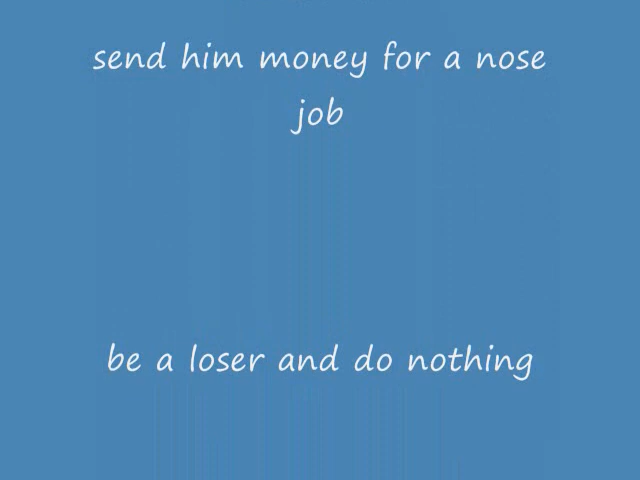 send him money for a nose
job
be a loser and do nothing